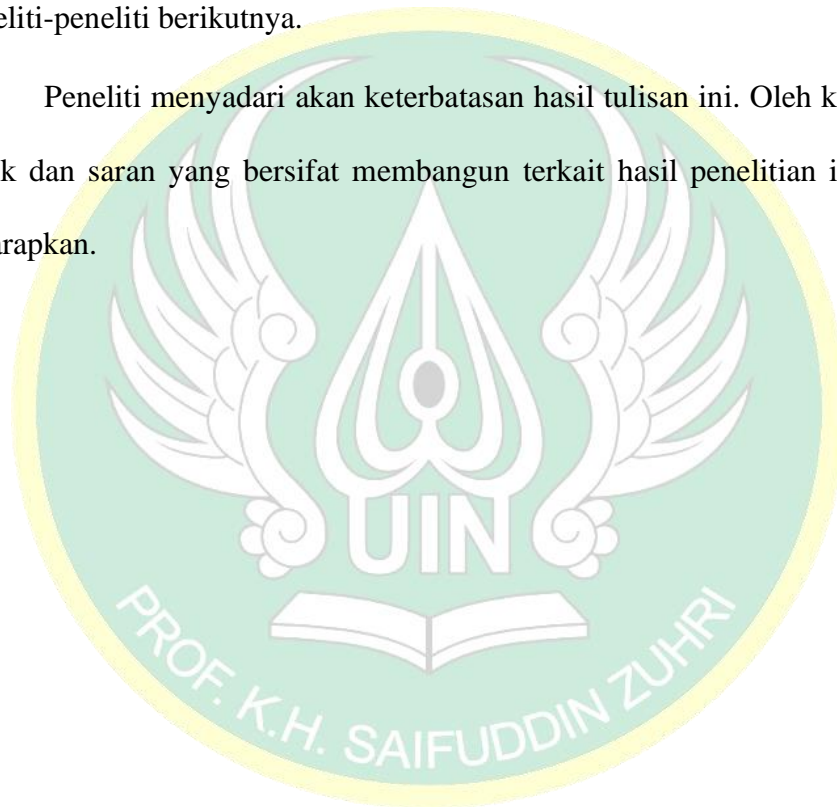 eliti-peneliti berikutnya.
Peneliti menyadari akan keterbatasan hasil tulisan ini. Oleh k
k dan saran yang bersifat membangun terkait hasil penelitian i
arapkan.
UIN
PROF. K.H. SAIFUDDIN ZUHRI